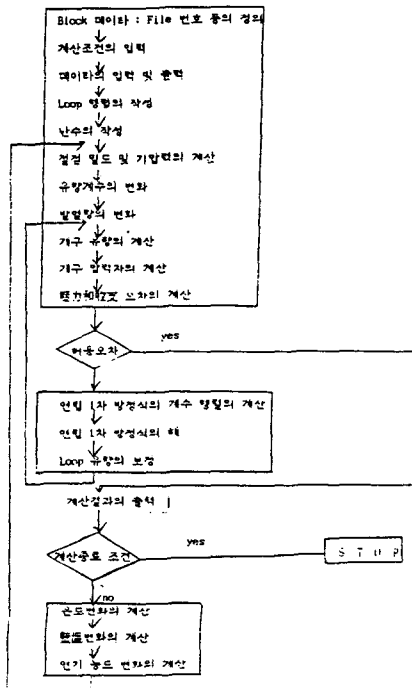 Block 데이타 : File 번호 등의 정의
계산조건의 입력
데이타의 입력 및 출력
Loop 행렬의 작성
난수의 작성
절점 밀도 및 기압력의 계산
유량계수의 변화
발열량의 변화
개구 유량의 계산
개구 압력차의 계산
오차의 계산
허용오차
yes
연립 1차 방정식의 계수 행렬의 계산
연립 1차 방정식의 해
Loop 유량의 보정
계산결과의 출력
계산종료 조건
yes
S T O P
no
온도변화의 계산
변화의 계산
연기 농도 변화의 계산